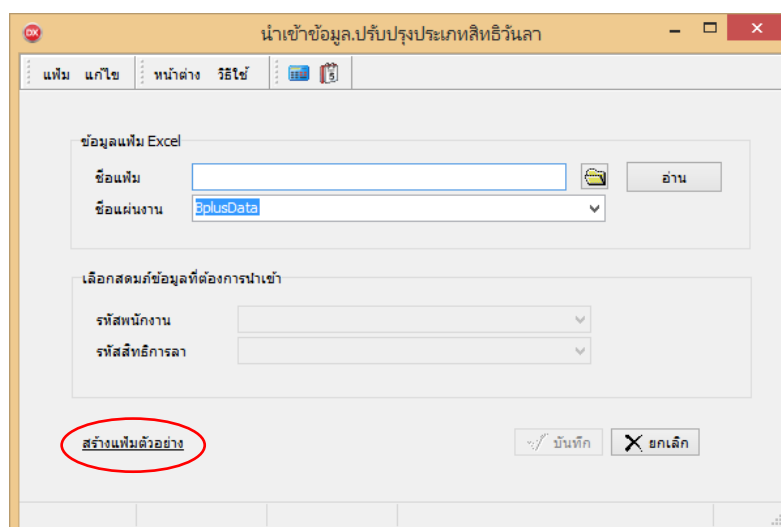 นำเข้าข้อมูล.ปรับปรุงประเภทสิทธิวันลา
แฟ้ม แก้ไข หน้าต่าง วิธีใช้
ข้อมูลแฟ้ม Excel
ชื่อแฟ้ม
อ่าน
ชื่อแผ่นงาน BplusData
เลือกสดมภ์ข้อมูลที่ต้องการนำเข้า
รหัสพนักงาน
รหัสสิทธิการลา
สร้างแฟ้มตัวอย่าง
บันทึก
ยกเลิก